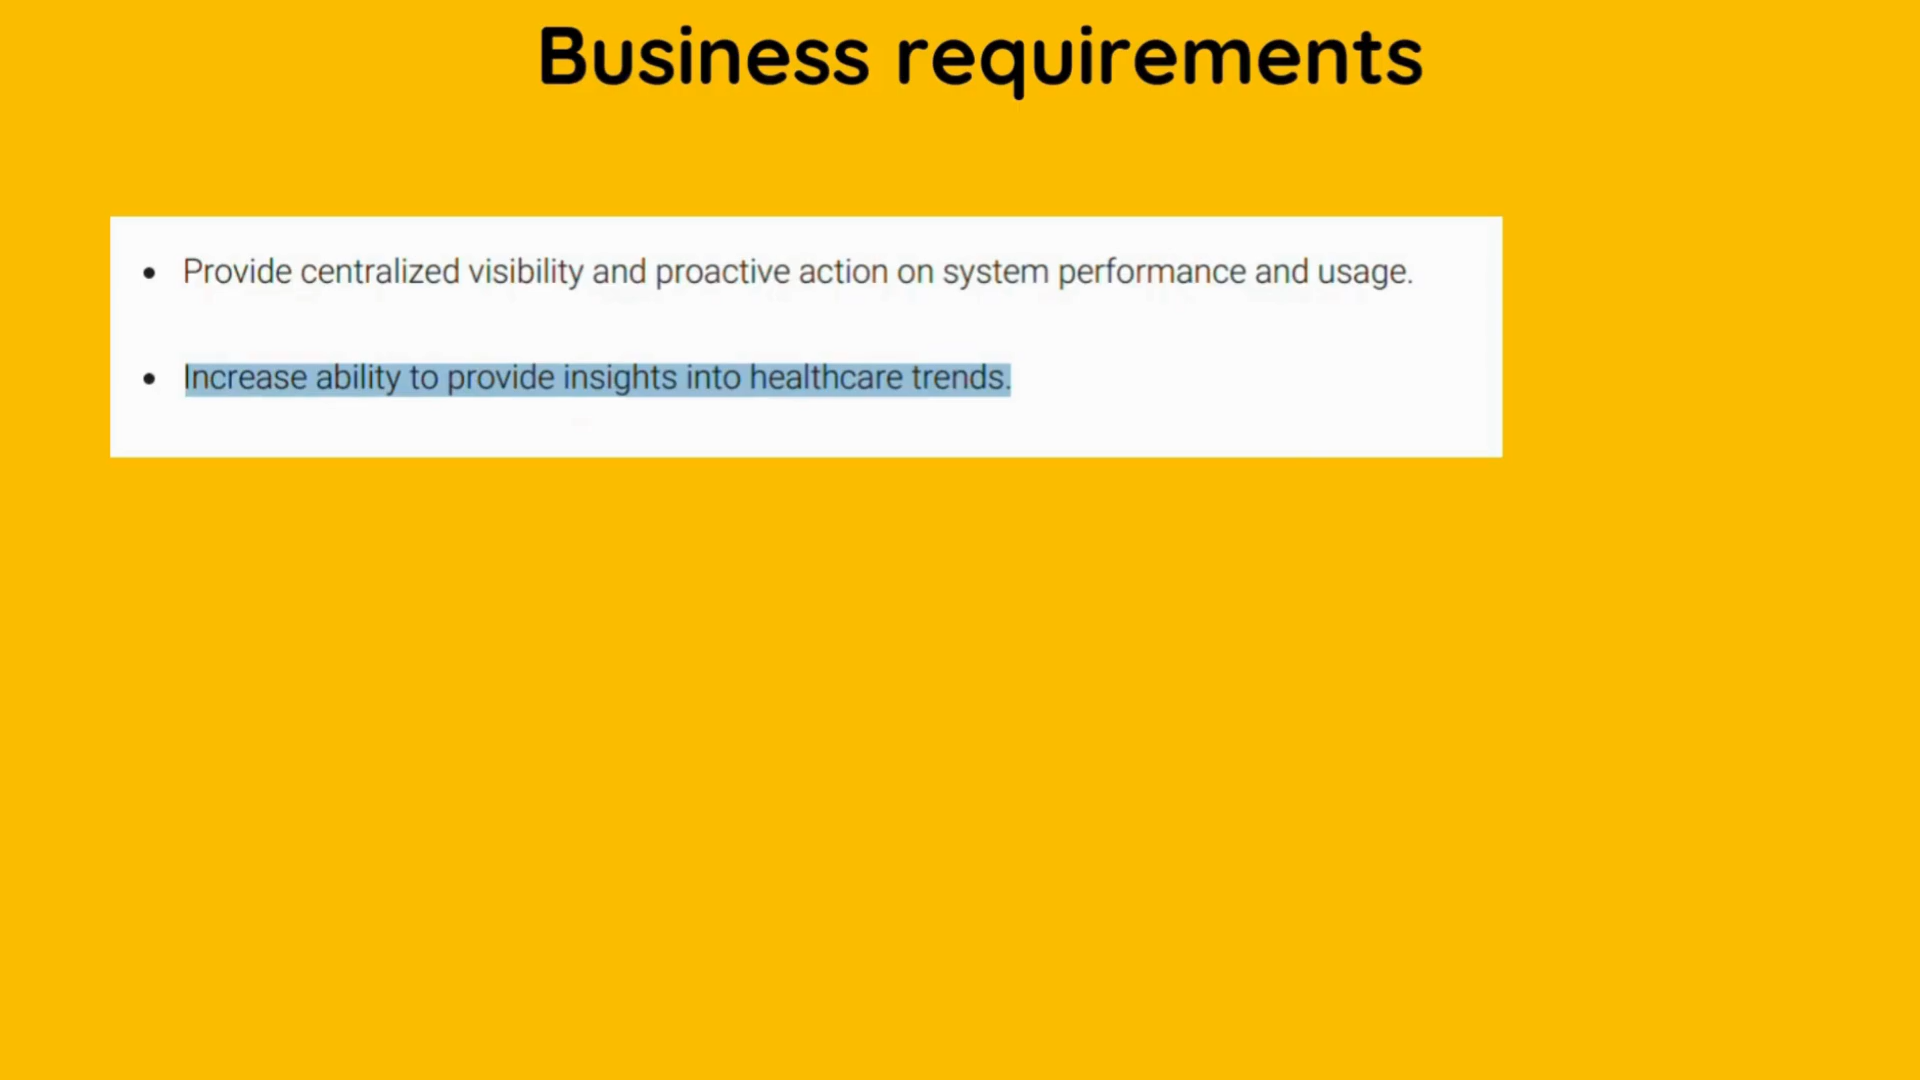 Business requirements
• Provide centralized visibility and proactive action on system performance and usage.
• Increase ability to provide insights into healthcare trends.